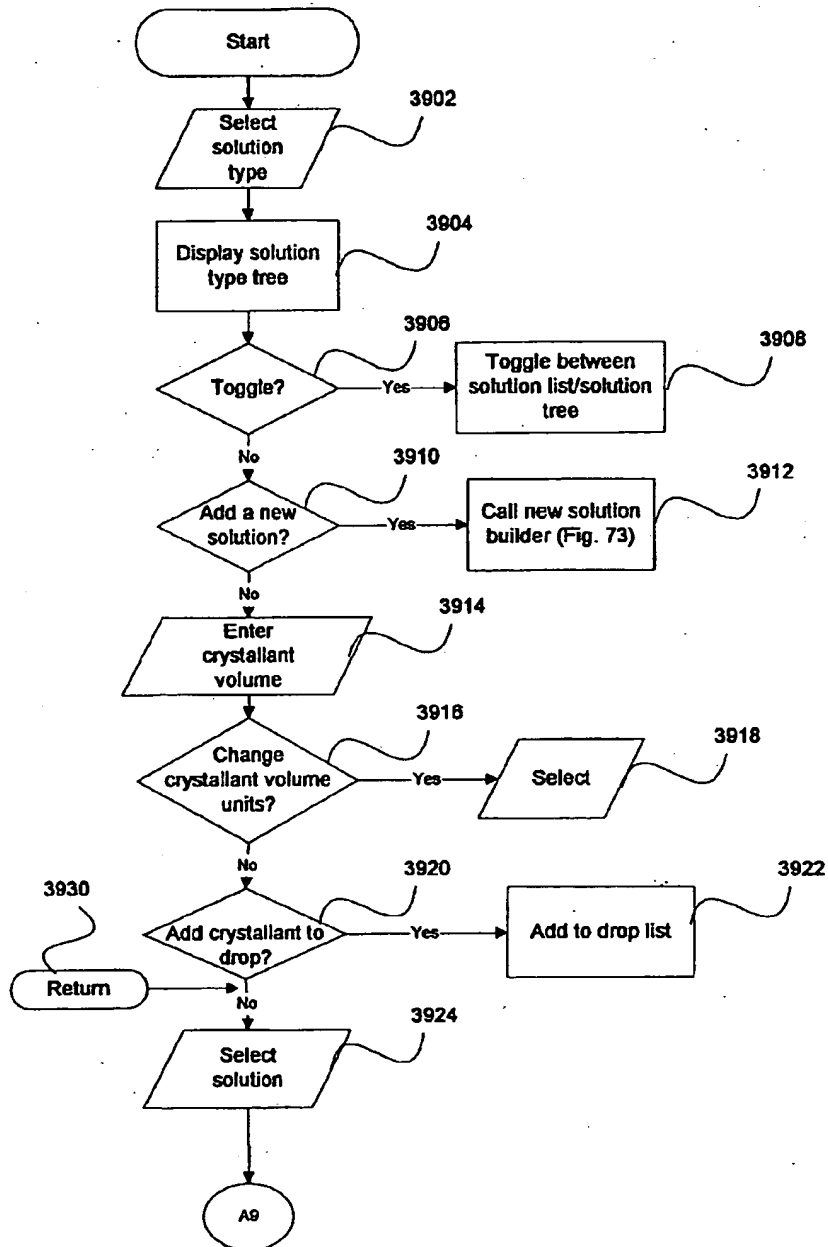 Start
3902
Select
solution
type
3904
Display solution
type tree
3906
Toggle?
Yes
3908
Toggle between
solution list/solution
tree
No
3910
Add a new
solution?
Yes
3912
Call new solution
builder (Fig. 73)
No
3914
Enter
crystallant
volume
3916
Change
crystallant volume
units?
Yes
3918
Select
No
3920
Add crystallant to
drop?
Yes
3922
Add to drop list
3930
Return
No
3924
Select
solution
A9